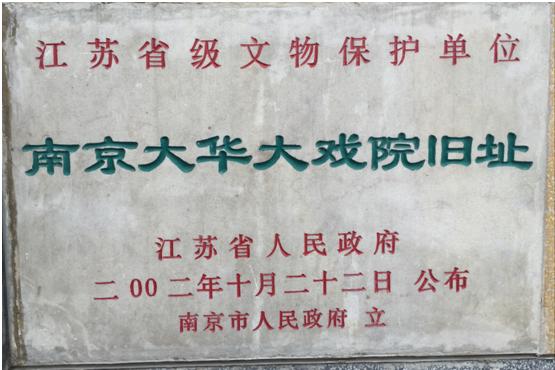 江苏省级文物保护单位
南京大华大戏院旧址
江苏省人民政府
二00二年十月二十二日 公布
南京市人民政府 立